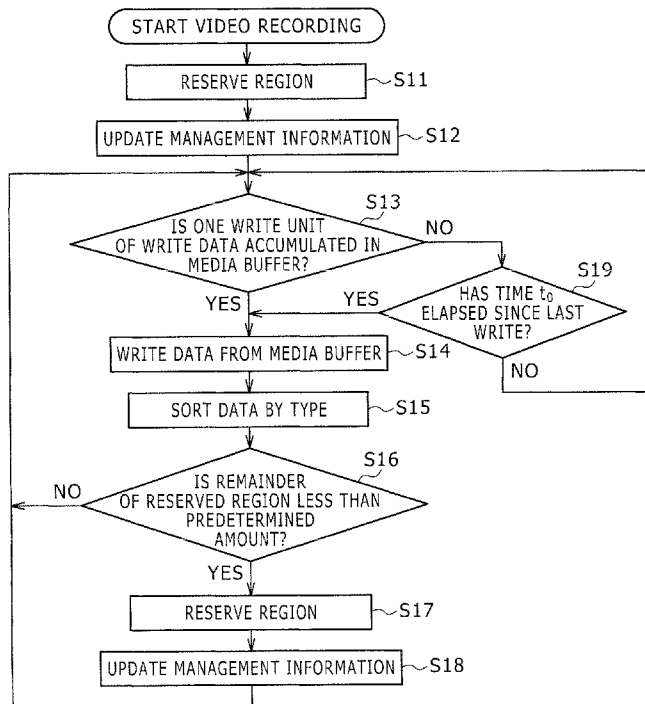 START VIDEO RECORDING
RESERVE REGION
S11
UPDATE MANAGEMENT INFORMATION
S12
S13
IS ONE WRITE UNIT
OF WRITE DATA ACCUMULATED IN
MEDIA BUFFER?
NO
YES
S19
HAS TIME t₀
ELAPSED SINCE LAST
WRITE?
YES
NO
WRITE DATA FROM MEDIA BUFFER
S14
SORT DATA BY TYPE
S15
S16
IS REMAINDER
OF RESERVED REGION LESS THAN
PREDETERMINED
AMOUNT?
NO
YES
RESERVE REGION
S17
UPDATE MANAGEMENT INFORMATION
S18